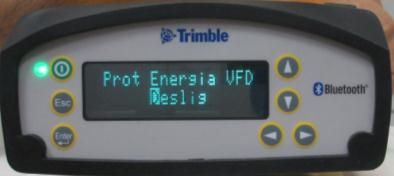 Trimble
Prot Energia VFD
Deslig
Bluetooth
Esc
Enter